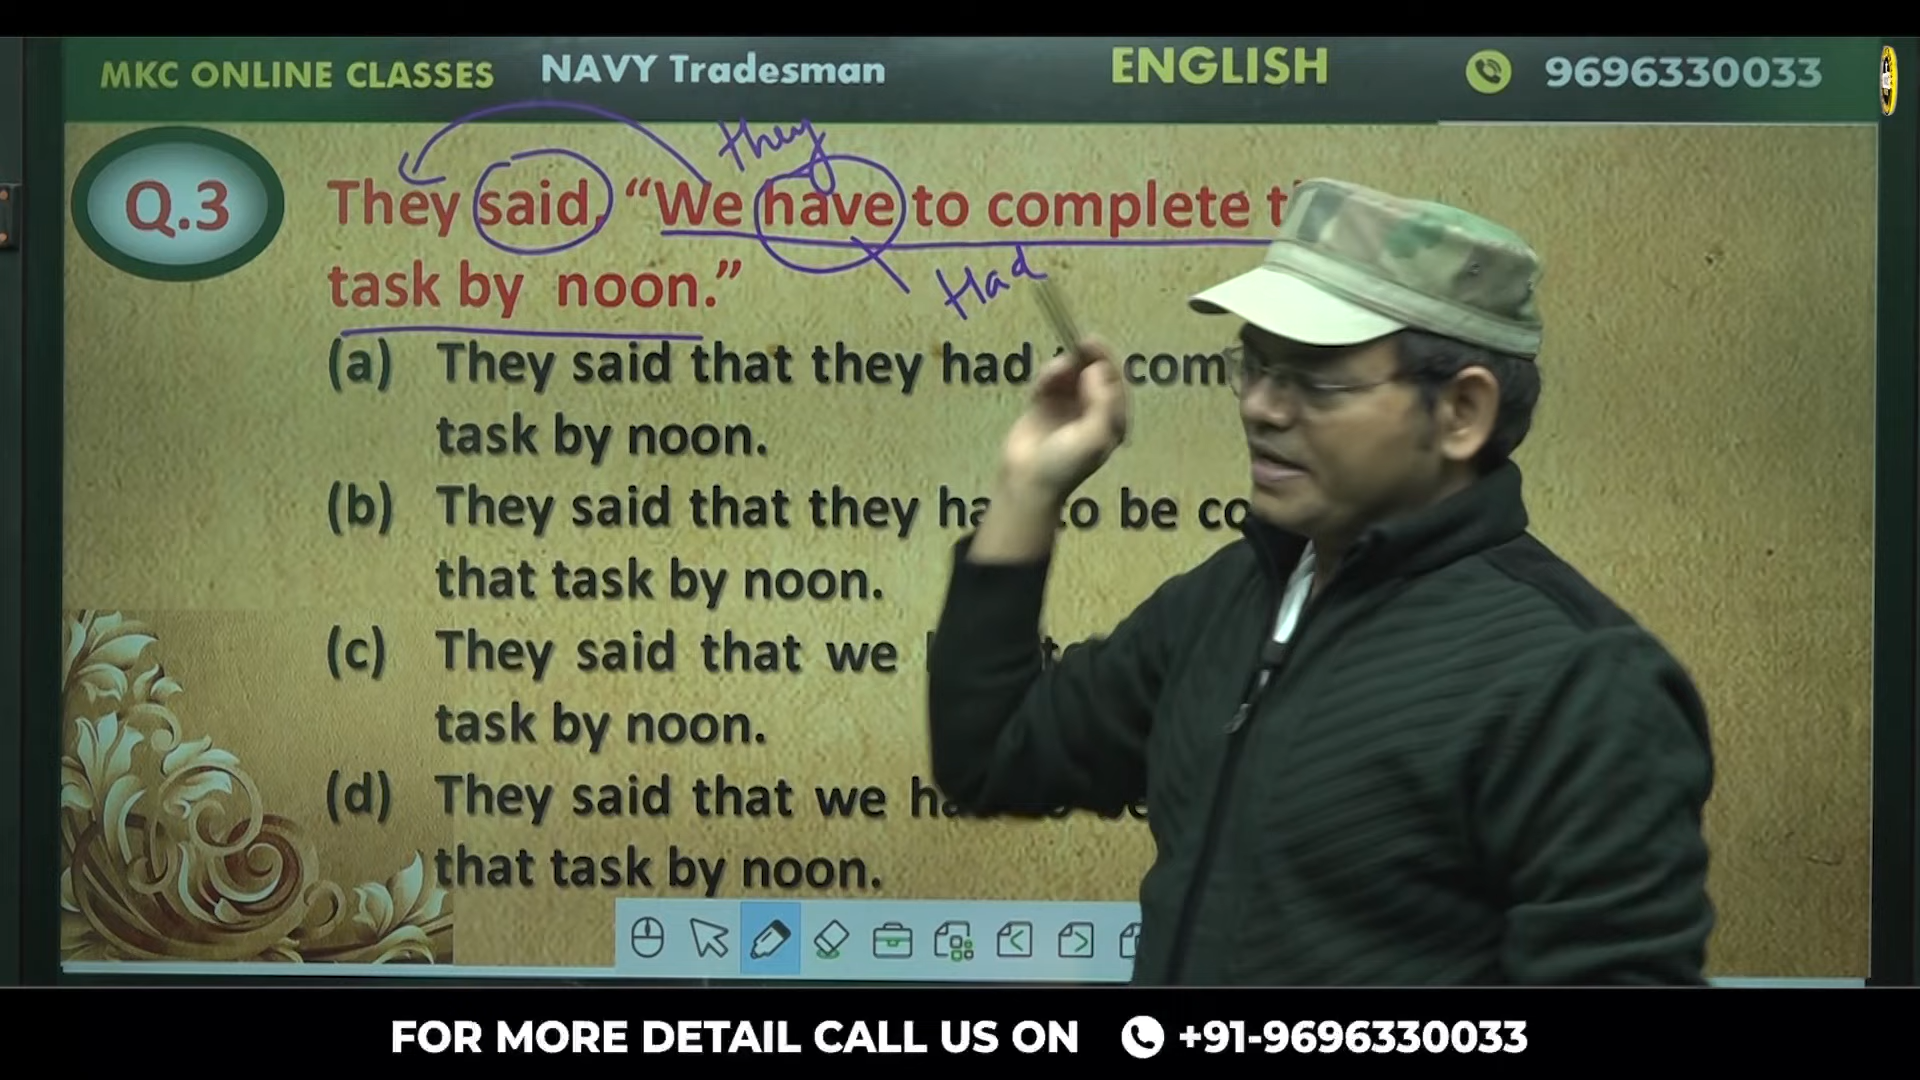 MKC ONLINE CLASSES NAVY Tradesman ENGLISH 9696330033
they
Q.3 They said, “We have to complete
task by noon.” Had
(a) They said that they had
task by noon.
(b) They said that they to be
that task by noon.
(c) They said that we
task by noon.
(d) They said that we
that task by noon.
FOR MORE DETAIL CALL US ON +91-9696330033